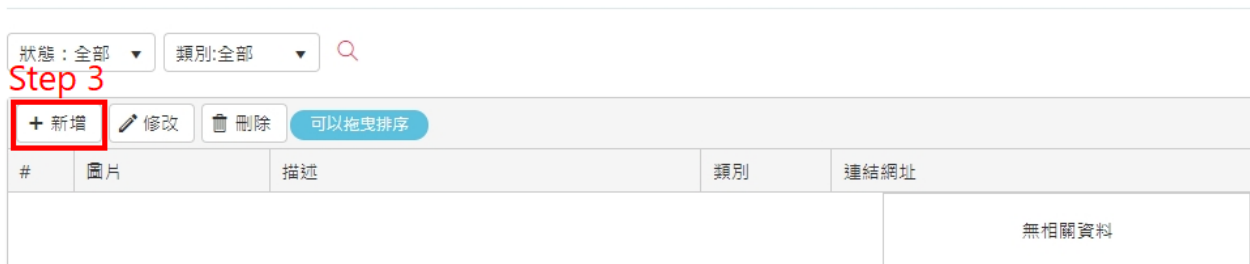 狀態：全部 類別:全部
Step 3
新增 修改 刪除 可以拖曳排序
# 圖片 描述 類別 連結網址
無相關資料